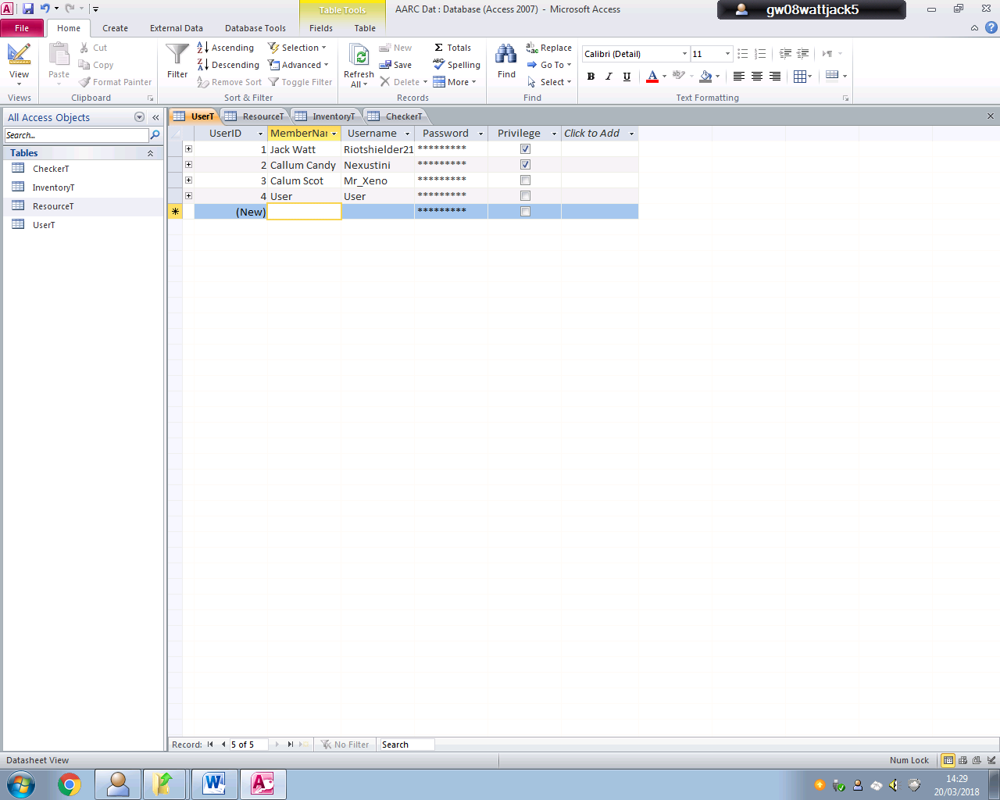 Table Tools
AARC Dat : Database (Access 2007) - Microsoft Access
gw08wattjack5
File Home Create External Data Database Tools Fields Table
View
Views
Paste
Cut
Copy
Format Painter
Clipboard
Filter
Ascending
Descending
Remove Sort
Selection
Advanced
Toggle Filter
Sort & Filter
Refresh All
New
Save
Delete
Totals
Spelling
More
Records
Find
Replace
Go To
Select
Find
Calibri (Detail) 11
B I U A
Text Formatting
All Access Objects
Search...
Tables
CheckerT
InventoryT
ResourceT
UserT
UserT ResourceT InventoryT CheckerT
UserID MemberNar Username Password Privilege Click to Add
1 Jack Watt Riotshielder21 *********
2 Callum Candy Nexustini *********
3 Calum Scot Mr_Xeno *********
4 User User *********
(New) *********
Record: 5 of 5 No Filter Search
Datasheet View Num Lock
14:29
20/03/2018